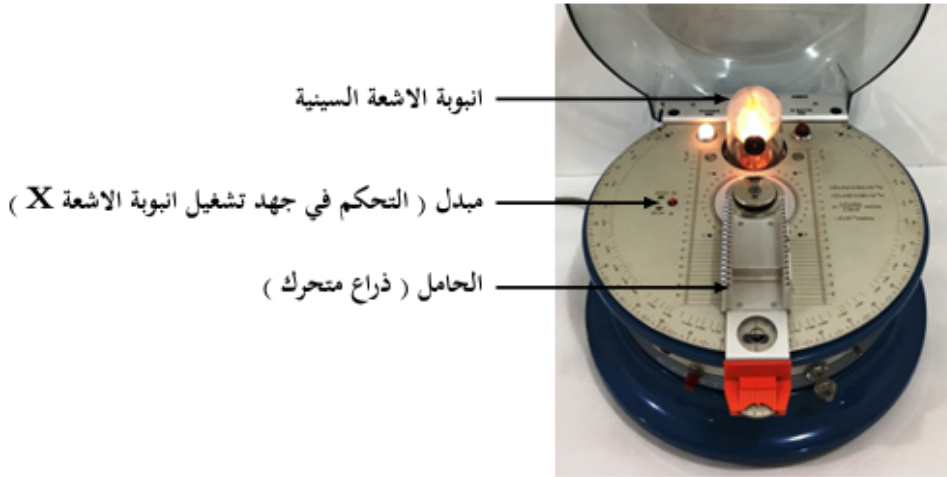 انبوبة الاشعة السينية
مبدل ( التحكم في جهد تشغيل انبوبة الاشعة X )
الحامل ( ذراع متحرك )